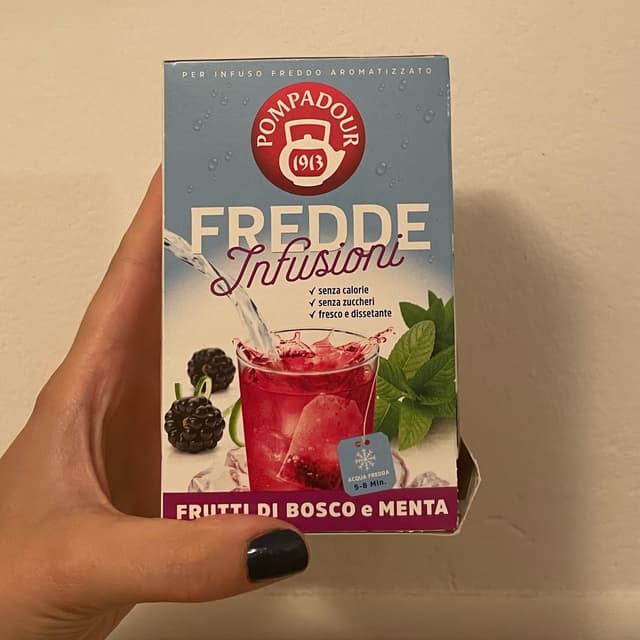 PER INFUSO FREDDO AROMATIZZATO
POMPADOUR
1913
FREDDE
Infusioni
✓ senza calorie
✓ senza zuccheri
✓ fresco e dissetante
ACQUA FREDDA
5-8 Min.
FRUTTI DI BOSCO e MENTA